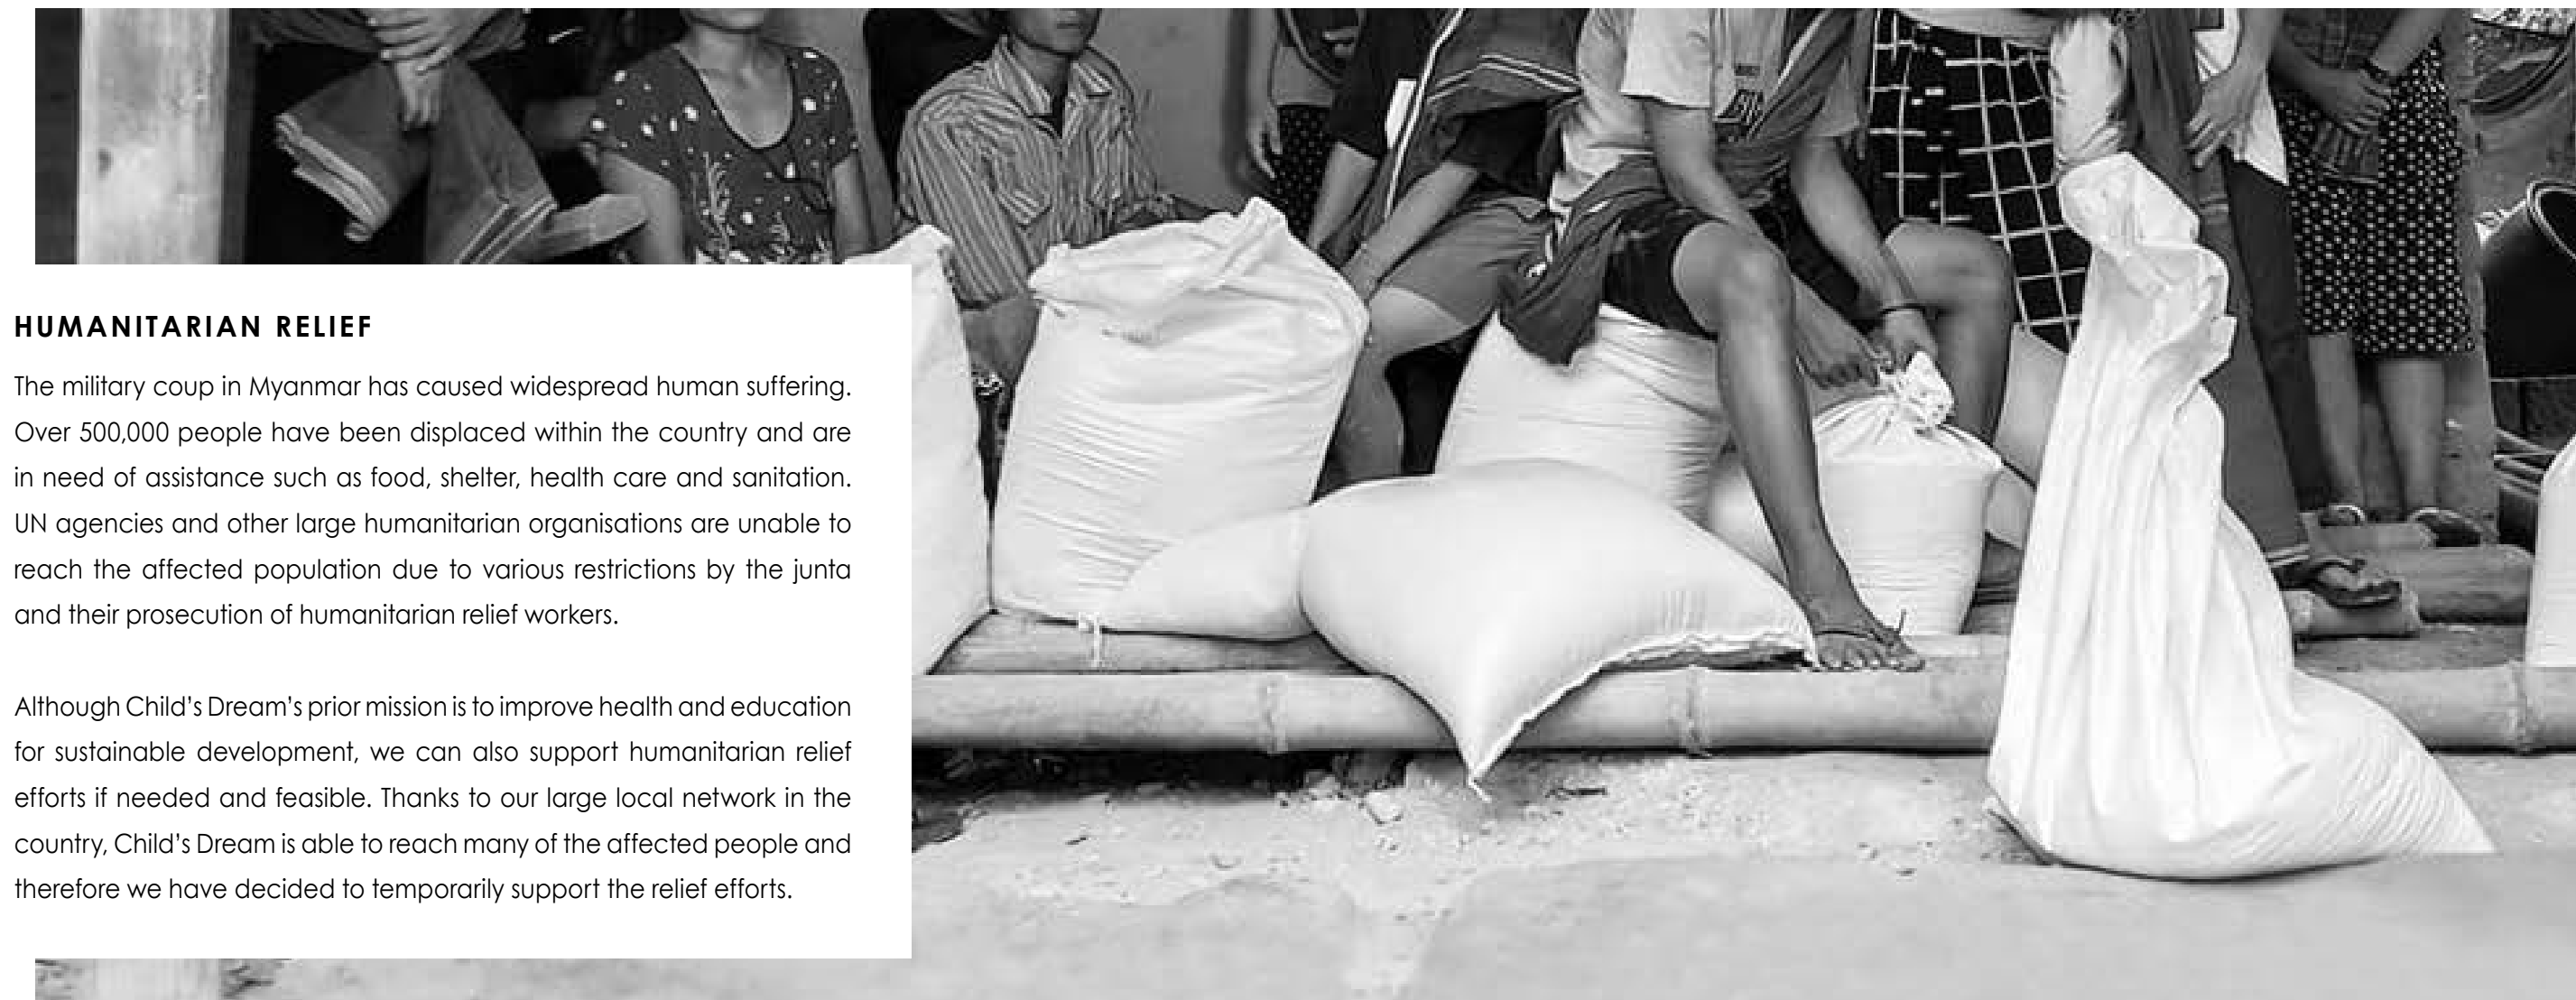 HUMANITARIAN RELIEF
The military coup in Myanmar has caused widespread human suffering.
Over 500,000 people have been displaced within the country and are
in need of assistance such as food, shelter, health care and sanitation.
UN agencies and other large humanitarian organisations are unable to
reach the affected population due to various restrictions by the junta
and their prosecution of humanitarian relief workers.
Although Child's Dream's prior mission is to improve health and education
for sustainable development, we can also support humanitarian relief
efforts if needed and feasible. Thanks to our large local network in the
country, Child's Dream is able to reach many of the affected people and
therefore we have decided to temporarily support the relief efforts.